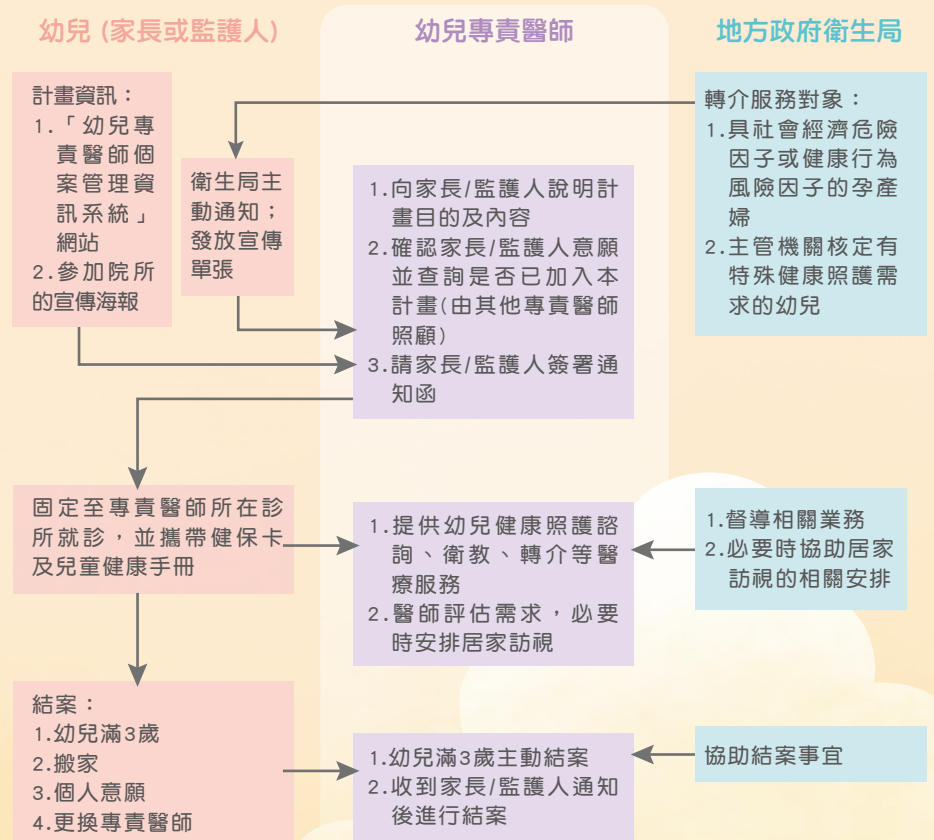 幼兒 (家長或監護人)
幼兒專責醫師
地方政府衛生局
計畫資訊：
1.「幼兒專
責醫師個
案管理資
訊系統」
網站
2.參加院所
的宣傳海報
衛生局主
動通知；
發放宣傳
單張
1.向家長/監護人說明計
畫目的及內容
2.確認家長/監護人意願
並查詢是否已加入本
計畫(由其他專責醫師
照顧)
3.請家長/監護人簽署通
知函
轉介服務對象：
1.具社會經濟危險
因子或健康行為
風險因子的孕產
婦
2.主管機關核定有
特殊健康照護需
求的幼兒
固定至專責醫師所在診
所就診，並攜帶健保卡
及兒童健康手冊
1.提供幼兒健康照護諮
詢、衛教、轉介等醫
療服務
2.醫師評估需求，必要
時安排居家訪視
1.督導相關業務
2.必要時協助居家
訪視的相關安排
結案：
1.幼兒滿3歲
2.搬家
3.個人意願
4.更換專責醫師
1.幼兒滿3歲主動結案
2.收到家長/監護人通知
後進行結案
協助結案事宜